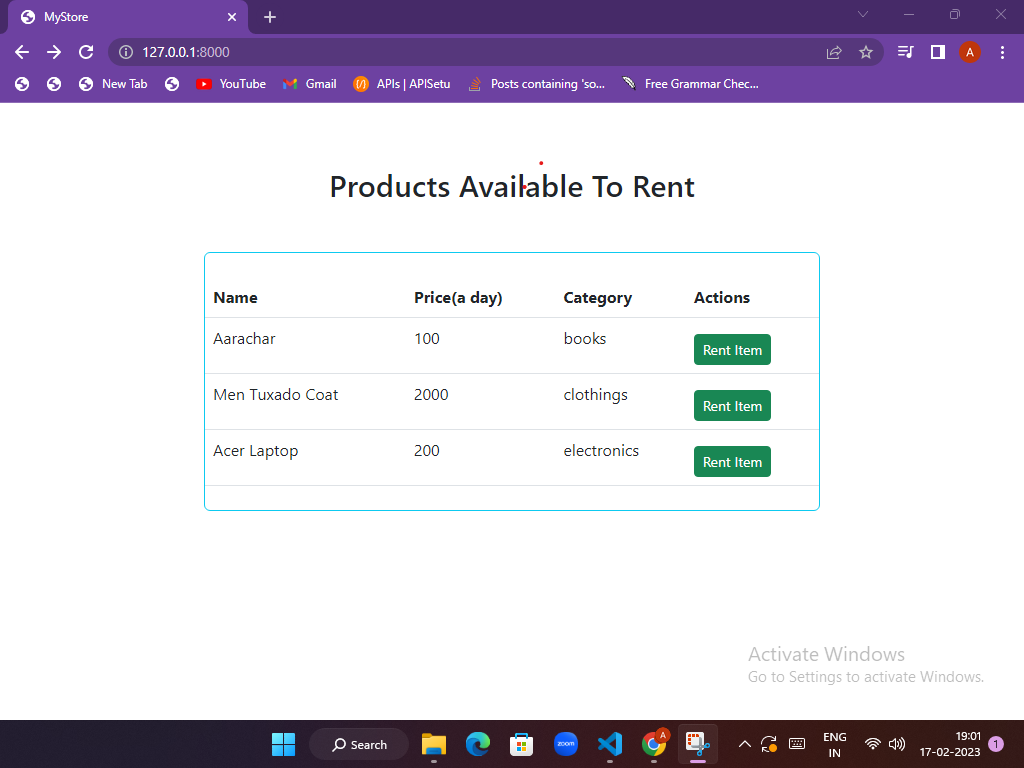 MyStore
127.0.0.1:8000
A
New Tab
YouTube
Gmail
APIs | APISetu
Posts containing 'so...
Free Grammar Chec...
Products Available To Rent
Name Price(a day) Category Actions
Aarachar 100 books Rent Item
Men Tuxado Coat 2000 clothings Rent Item
Acer Laptop 200 electronics Rent Item
Activate Windows
Go to Settings to activate Windows.
Search
zoom
A
ENG
IN
19:01
17-02-2023
1